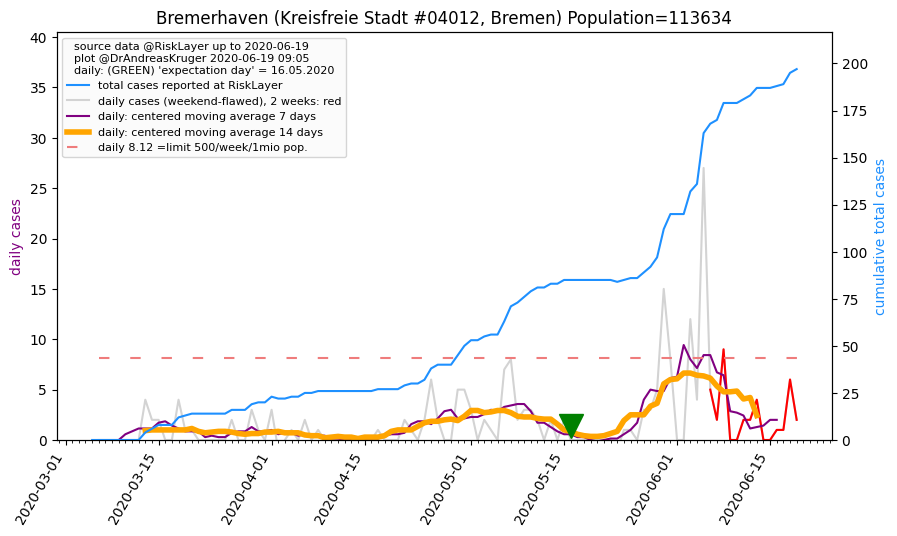 Bremerhaven (Kreisfreie Stadt #04012, Bremen) Population=113634
source data @RiskLayer up to 2020-06-19
plot @DrAndreasKruger 2020-06-19 09:05
daily: (GREEN) 'expectation day' = 16.05.2020
total cases reported at RiskLayer
daily cases (weekend-flawed), 2 weeks: red
daily: centered moving average 7 days
daily: centered moving average 14 days
daily 8.12 =limit 500/week/1mio pop.
daily cases
40
35
30
25
20
15
10
5
0
cumulative total cases
200
175
150
125
100
75
50
25
0
2020-03-01
2020-03-15
2020-04-01
2020-04-15
2020-05-01
2020-05-15
2020-06-01
2020-06-15